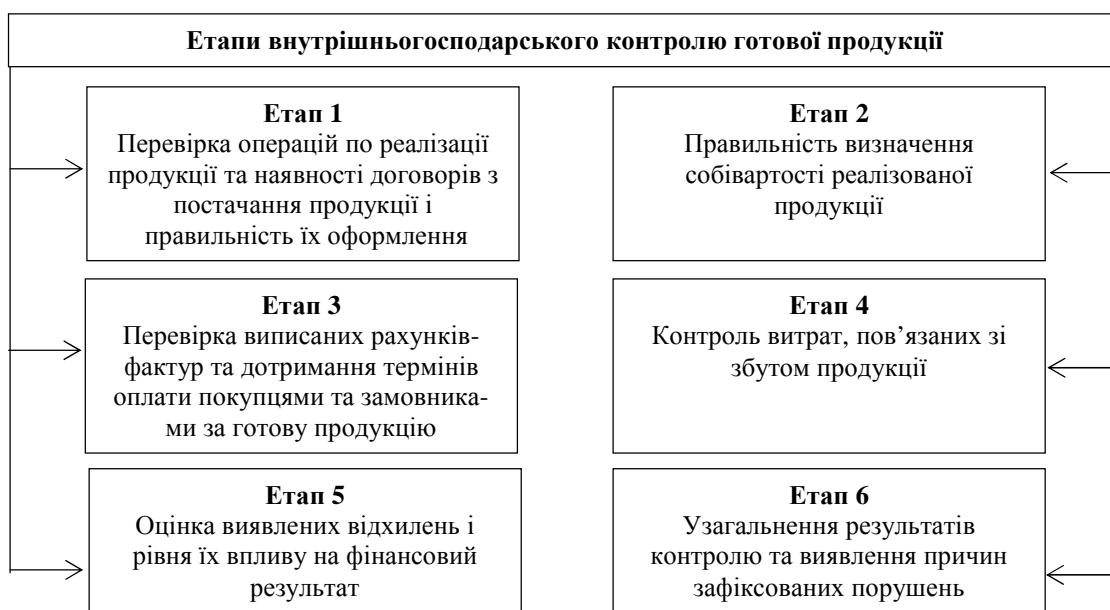 Етапи внутрішньогосподарського контролю готової продукції
Етап 1
Перевірка операцій по реалізації
продукції та наявності договорів з
постачання продукції і
правильність їх оформлення
Етап 2
Правильність визначення
собівартості реалізованої
продукції
Етап 3
Перевірка виписаних рахунків-
фактур та дотримання термінів
оплати покупцями та замовника-
ми за готову продукцію
Етап 4
Контроль витрат, пов’язаних зі
збутом продукції
Етап 5
Оцінка виявлених відхилень і
рівня їх впливу на фінансовий
результат
Етап 6
Узагальнення результатів
контролю та виявлення причин
зафіксованих порушень